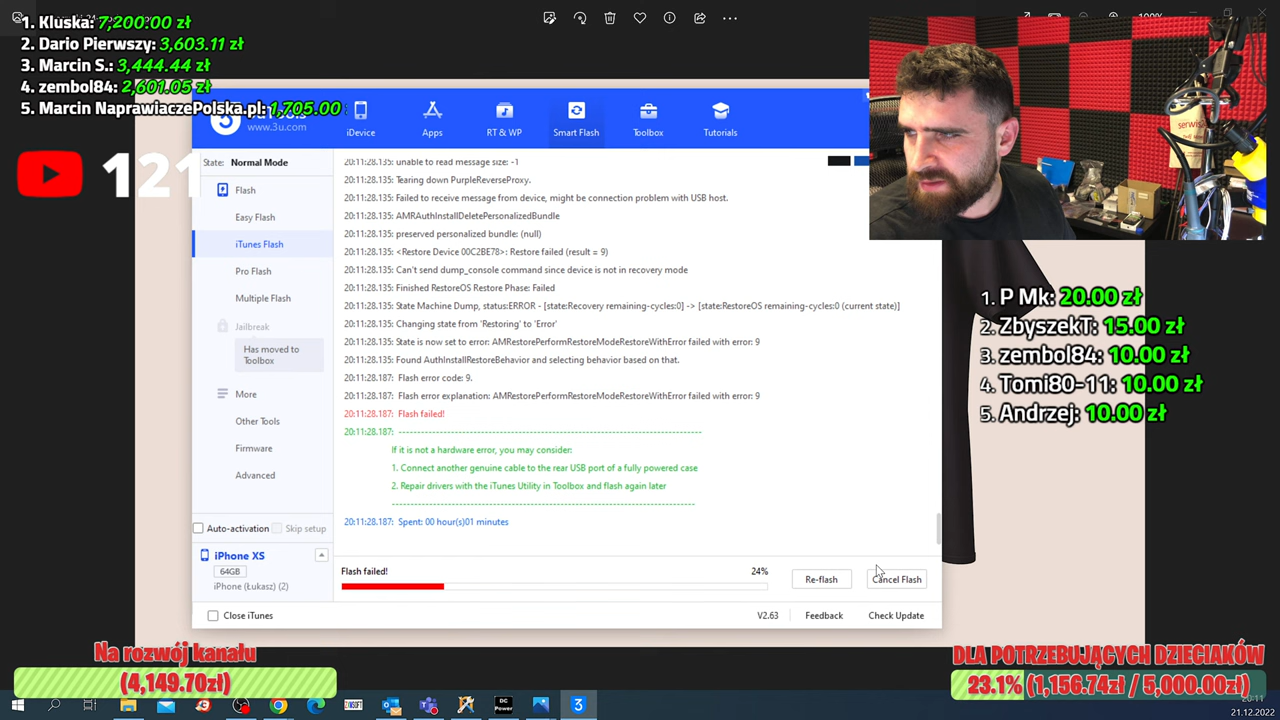 1. Kluska: 7,200.00 zł
2. Dario Pierwszy: 3,603.11 zł
3. Marcin S.: 3,444.44 zł
4. zembol84: 2,601.05 zł
5. Marcin NaprawiaczePolska.pl: 1,705.00
121
100%
3
www.3u.com
iDevice
Apps
RT & WP
Smart Flash
Toolbox
Tutorials
State: Normal Mode
Flash
Easy Flash
iTunes Flash
Pro Flash
Multiple Flash
Jailbreak
Has moved to
Toolbox
More
Other Tools
Firmware
Advanced
Auto-activation
Skip setup
iPhone XS
64GB
iPhone (Łukasz) (2)
Close iTunes
20:11:28.135: unable to read message size: -1
20:11:28.135: Tearing down PurpleReverseProxy.
20:11:28.135: Failed to receive message from device, might be connection problem with USB host.
20:11:28.135: AMRAuthInstallDeletePersonalizedBundle
20:11:28.135: preserved personalized bundle: (null)
20:11:28.135: <Restore Device 00C2BE78>: Restore failed (result = 9)
20:11:28.135: Can't send dump_console command since device is not in recovery mode
20:11:28.135: Finished RestoreOS Restore Phase: Failed
20:11:28.135: State Machine Dump, status:ERROR - [state:Recovery remaining-cycles:0] -> [state:RestoreOS remaining-cycles:0 (current state)]
20:11:28.135: Changing state from 'Restoring' to 'Error'
20:11:28.135: State is now set to error: AMRestorePerformRestoreModeRestoreWithError failed with error: 9
20:11:28.135: Found AuthInstallRestoreBehavior and selecting behavior based on that.
20:11:28.187: Flash error code: 9.
20:11:28.187: Flash error explanation: AMRestorePerformRestoreModeRestoreWithError failed with error: 9
20:11:28.187: Flash failed!
20:11:28.187: ------------------------------------------------------------------------------
If it is not a hardware error, you may consider:
1. Connect another genuine cable to the rear USB port of a fully powered case
2. Repair drivers with the iTunes Utility in Toolbox and flash again later
------------------------------------------------------------------------------
20:11:28.187: Spent: 00 hour(s)01 minutes
Flash failed!
24%
Re-flash
Cancel Flash
V2.63
Feedback
Check Update
1. P Mk: 20.00 zł
2. ZbyszekT: 15.00 zł
3. zembol84: 10.00 zł
4. Tomi80-11: 10.00 zł
5. Andrzej: 10.00 zł
Na rozwój kanału
(4,149.70zł)
DLA POTRZEBUJĄCYCH DZIECIAKÓW
23.1% (1,156.74zł / 5,000.00zł)
ZXWSOFT
DC
Power
3
20:11
21.12.2022